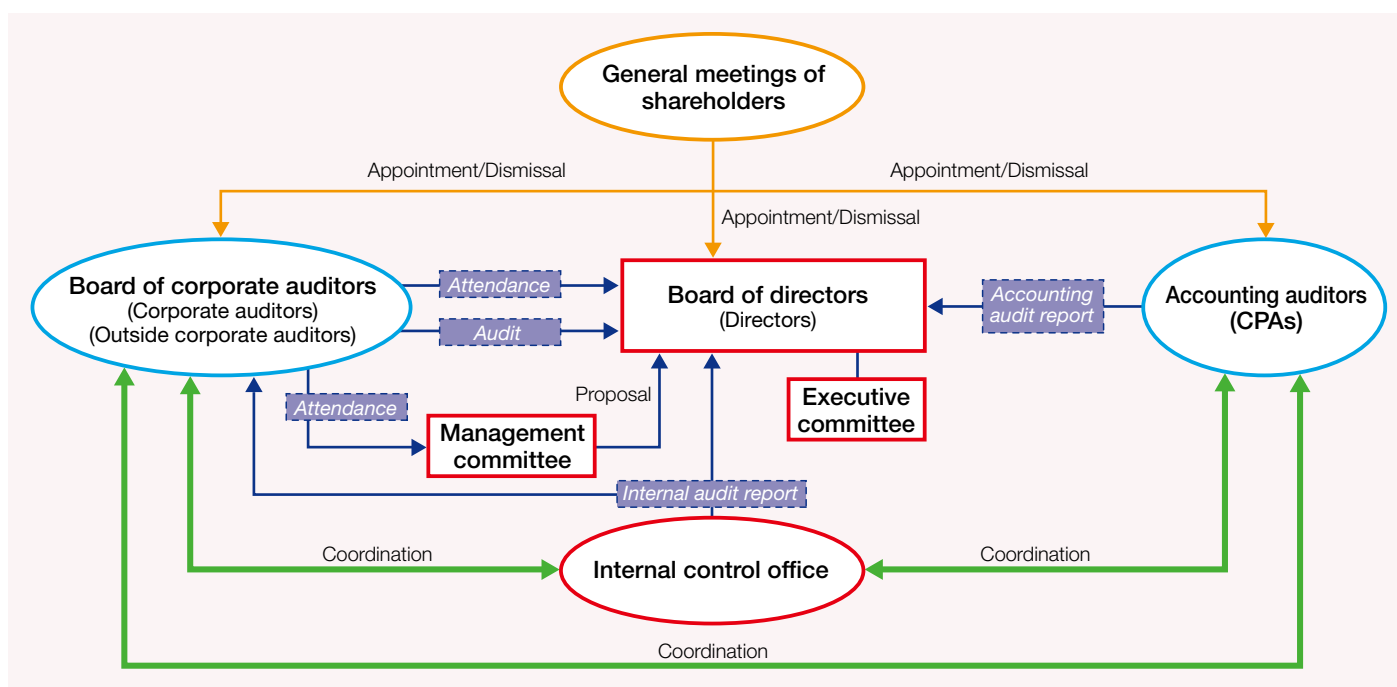 General meetings of
shareholders
Appointment/Dismissal
Appointment/Dismissal
Appointment/Dismissal
Board of corporate auditors
(Corporate auditors)
(Outside corporate auditors)
Attendance
Audit
Board of directors
(Directors)
Accounting
audit report
Accounting auditors
(CPAs)
Attendance
Proposal
Management
committee
Executive
committee
Internal audit report
Coordination
Internal control office
Coordination
Coordination